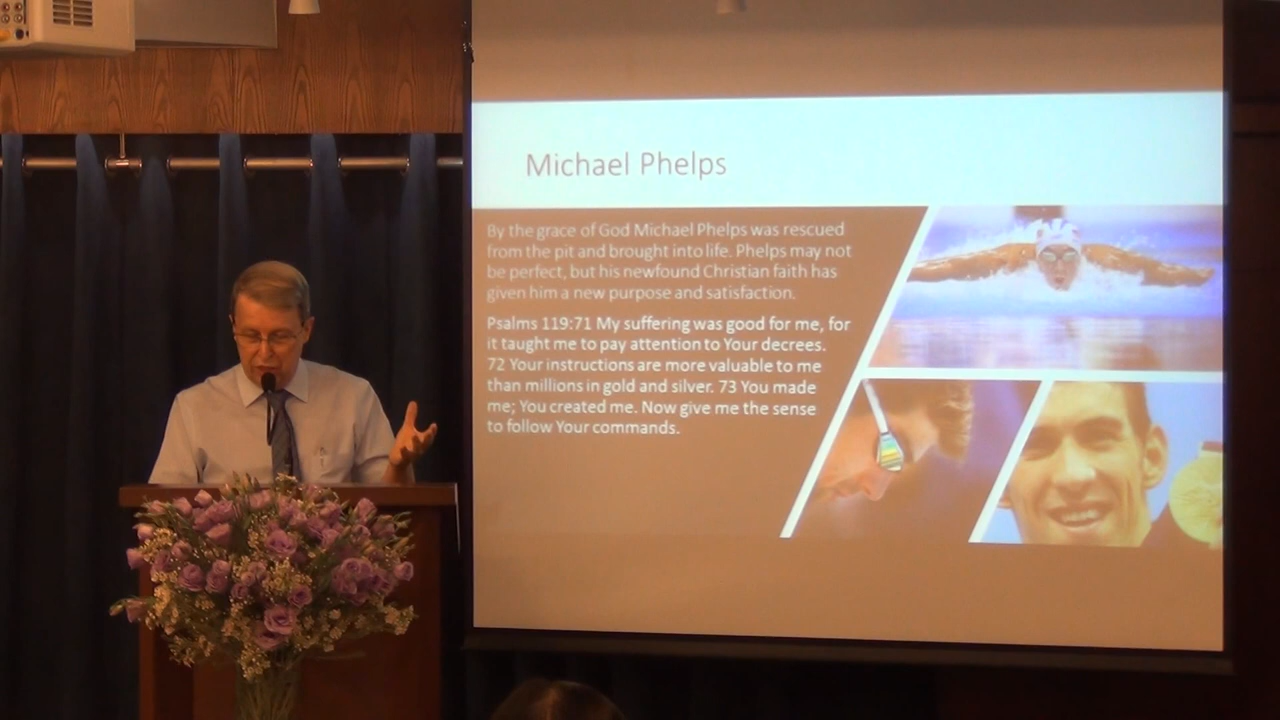 Michael Phelps
By the grace of God Michael Phelps was rescued
from the pit and brought into life. Phelps may not
be perfect, but his newfound Christian faith has
given him a new purpose and satisfaction.
Psalms 119:71 My suffering was good for me, for
it taught me to pay attention to Your decrees.
72 Your instructions are more valuable to me
than millions in gold and silver. 73 You made
me; You created me. Now give me the sense
to follow Your commands.